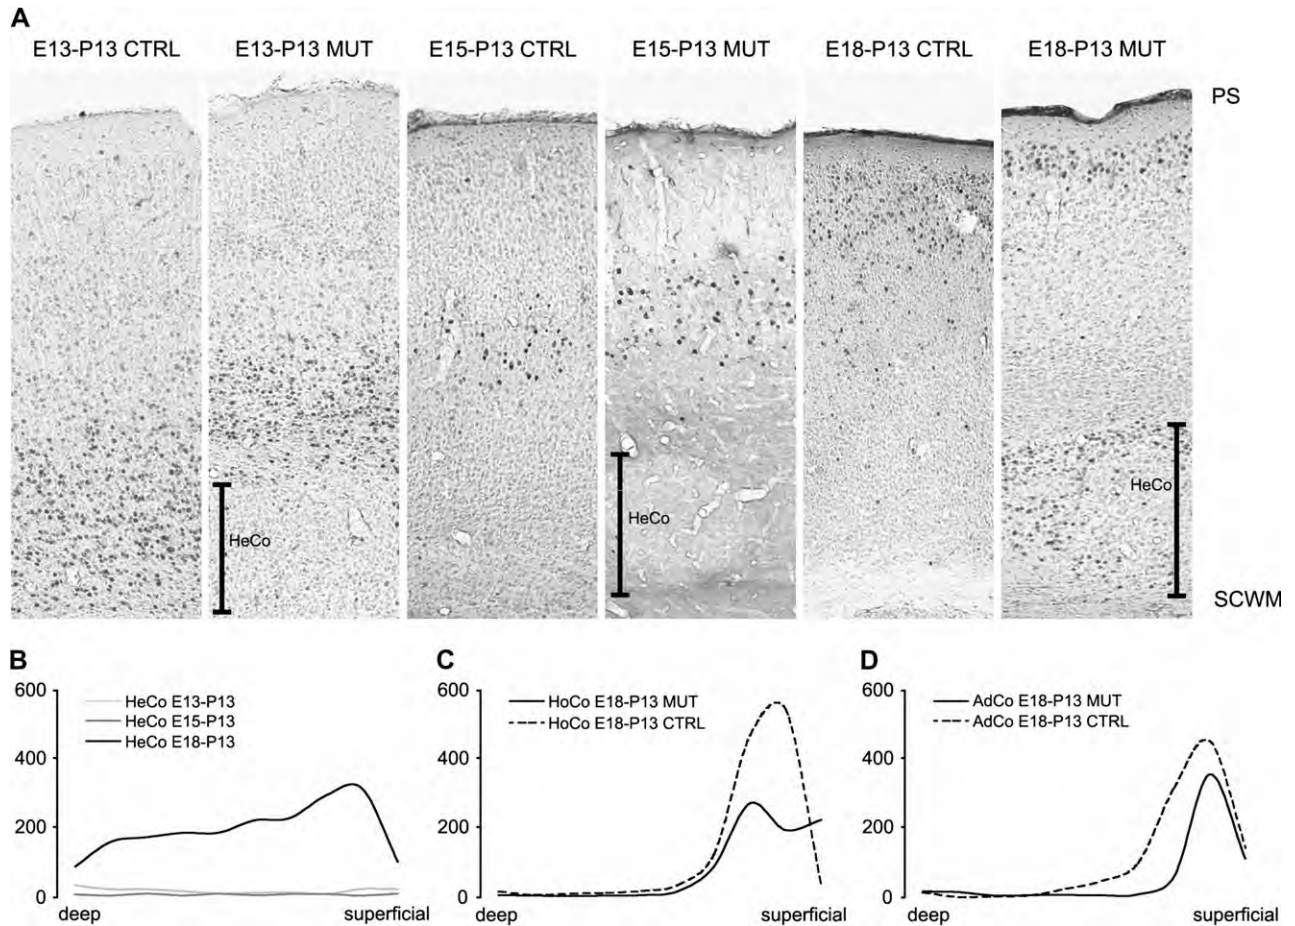 A
E13-P13 CTRL
E13-P13 MUT
E15-P13 CTRL
E15-P13 MUT
E18-P13 CTRL
E18-P13 MUT
PS
HeCo
HeCo
HeCo
SCWM
B
600
400
200
0
HeCo E13-P13
HeCo E15-P13
HeCo E18-P13
deep
superficial
C
600
400
200
0
HoCo E18-P13 MUT
HoCo E18-P13 CTRL
deep
superficial
D
600
400
200
0
AdCo E18-P13 MUT
AdCo E18-P13 CTRL
deep
superficial